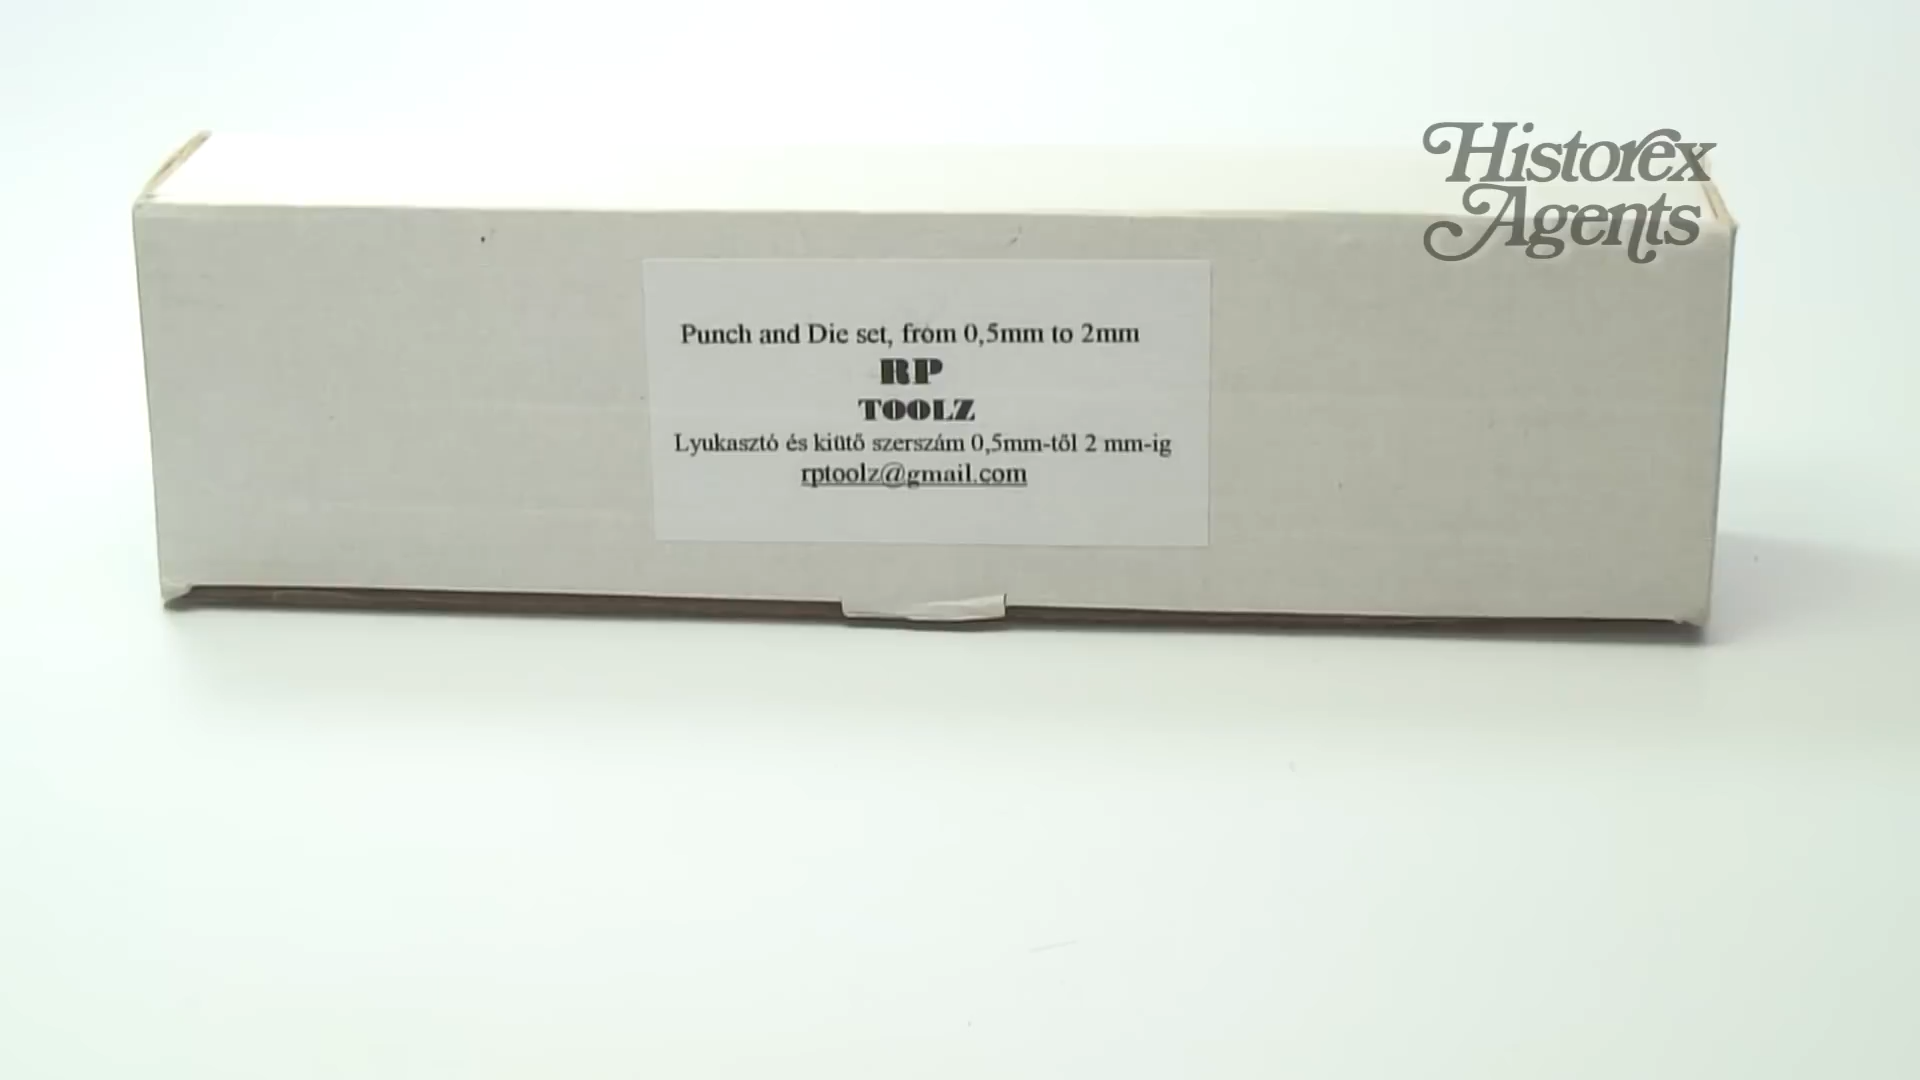 Historex
Agents
Punch and Die set, from 0,5mm to 2mm
RP
TOOLZ
Lyukasztó és kiütő szerszám 0,5mm-től 2 mm-ig
rptoolz@gmail.com